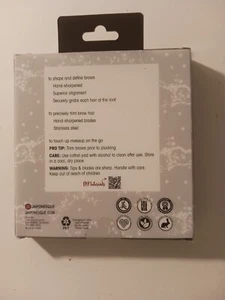 to shape and define brows
Hand sharpened
Superior alignment
Securely grabs each hair at the root
to precisely trim brow hair
Hand sharpened blades
Stainless steel
to touch up makeup on the go
PRO TIP: Trim brows prior to plucking
CARE: Use cotton pad with alcohol to clean after use. Store
in a cool, dry place.
WARNING: Tips & blades are sharp. Handle with care.
Keep out of reach of children.
JAPONESQUE
JAPONESQUE.COM